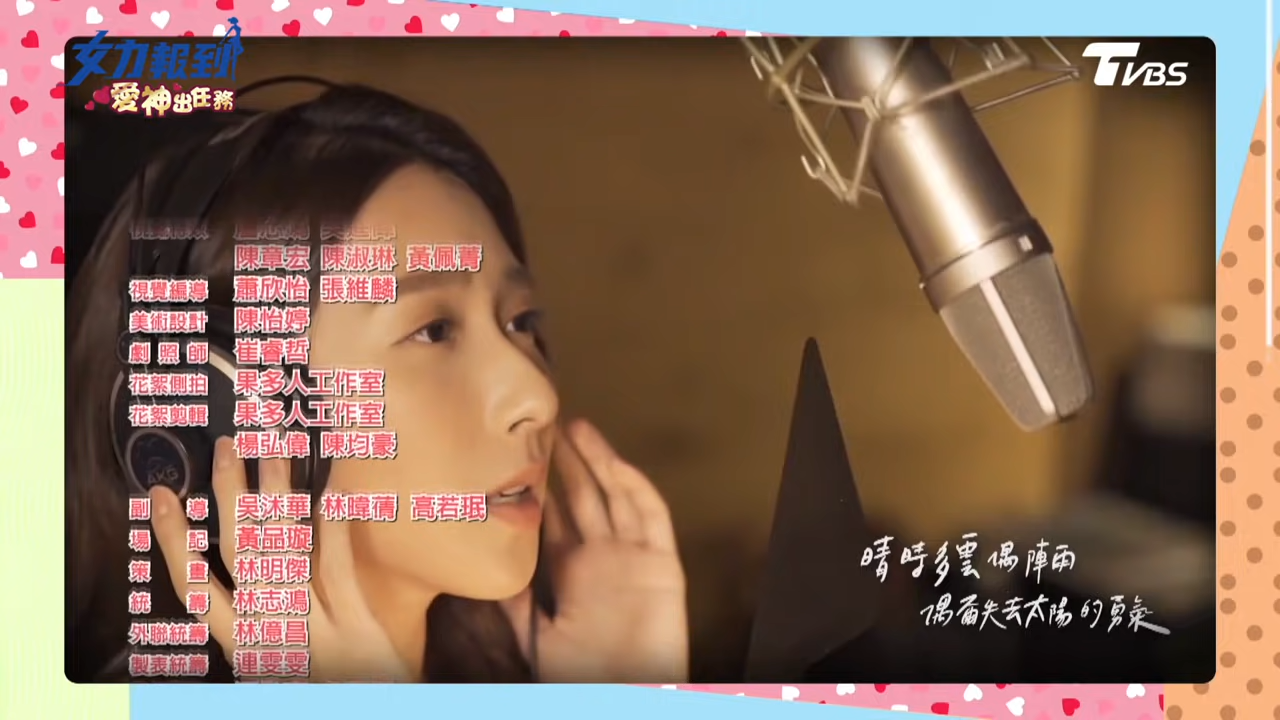 女力報到
愛神出任務
TVBS
陳章宏 陳淑琳 黃佩菁
視覺編導 蕭欣怡 張維麟
美術設計 陳怡婷
劇照師 崔睿哲
花絮側拍 果多人工作室
花絮剪輯 果多人工作室
楊弘偉 陳均豪
副導 吳沐華 林暐蒨 高若珉
場記 黃品璇
策畫 林明傑
統籌 林志鴻
外聯統籌 林億昌
製表統籌 連雯雯
晴時多雲偶陣雨
偶爾失去太陽的勇氣
AKG